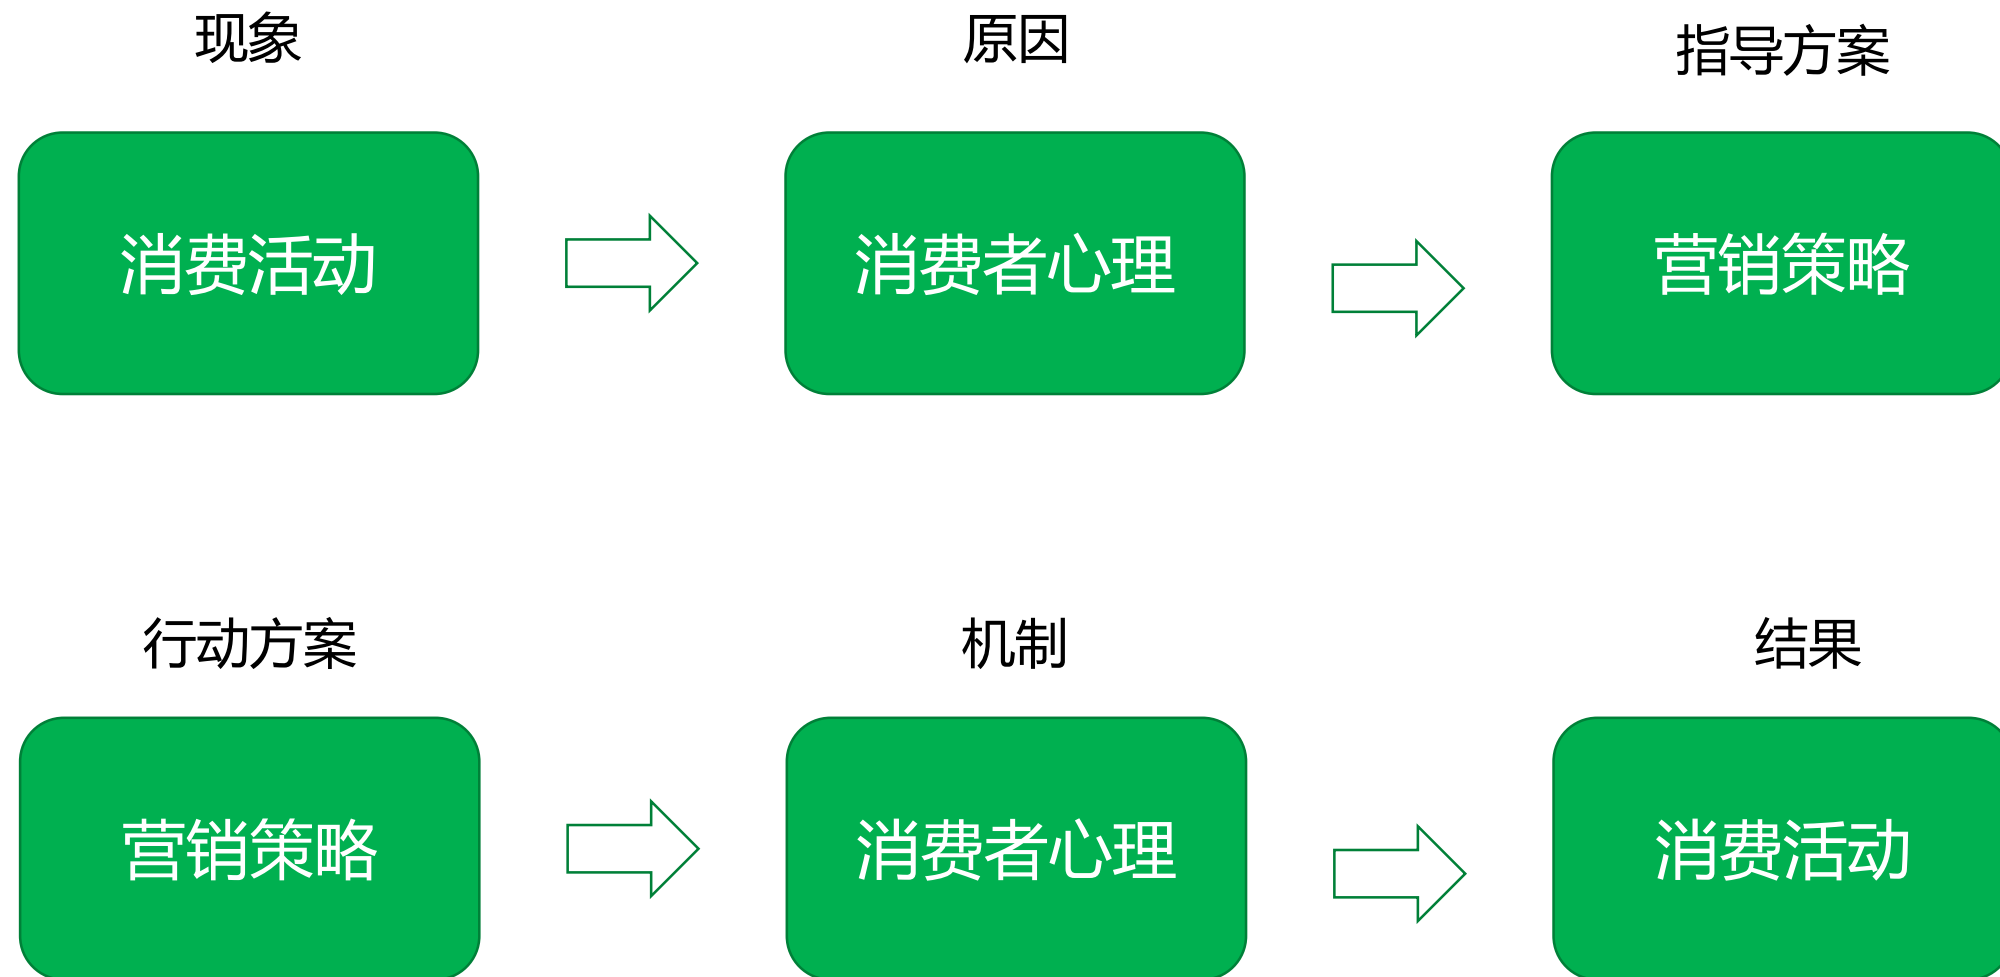 现象
原因
指导方案
消费活动
消费者心理
营销策略
行动方案
机制
结果
营销策略
消费者心理
消费活动